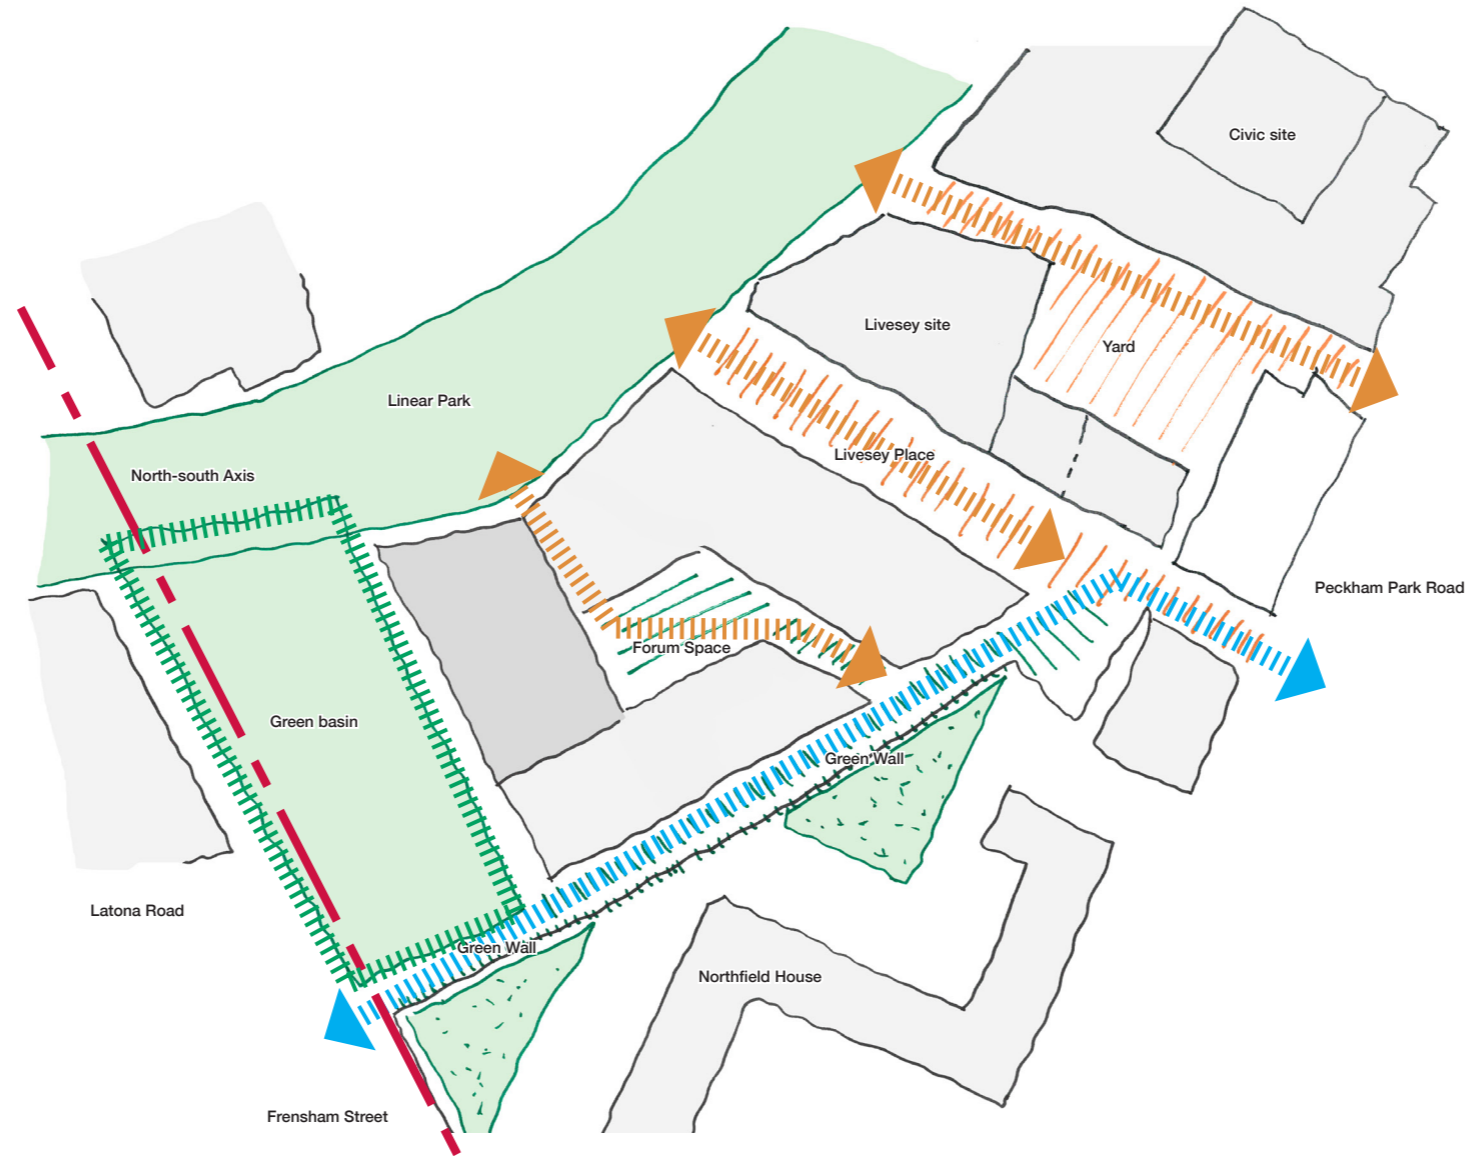 Civic site
Livesey site
Yard
Linear Park
Livesey Place
North-south Axis
Peckham Park Road
Forum Space
Green basin
Green Wall
Latona Road
Green Wall
Northfield House
Frensham Street